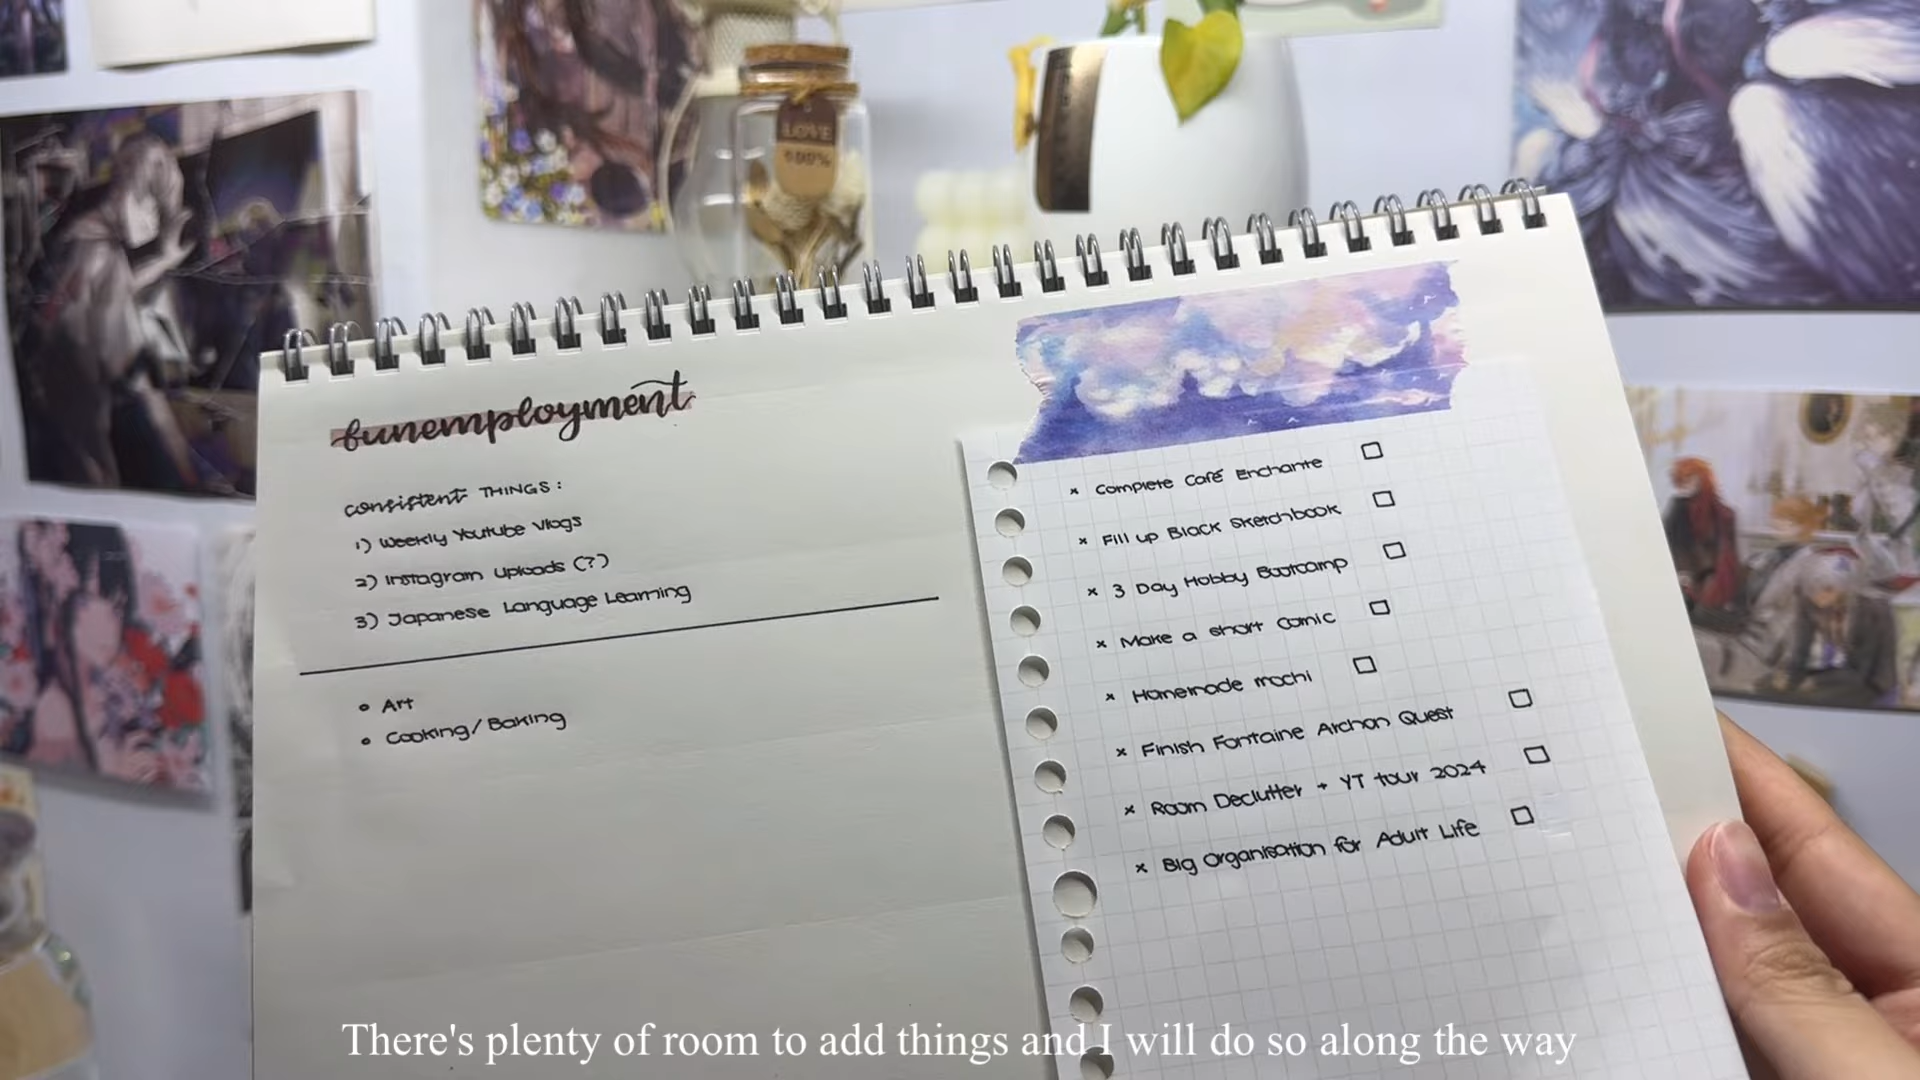 LOVE
100%
funemployment
consistent THINGS:
1) Weekly Youtube Vlogs
2) Instagram Uploads (?)
3) Japanese Language Learning
• Art
• Cooking/Baking
x Complete Café Enchante
x Fill up Black Sketchbook
x 3 Day Hobby Bootcamp
x Make a short comic
x Homemade mochi
x Finish Fontaine Archon Quest
x Room Declutter + YT tour 2024
x Big Organisation for Adult Life
There's plenty of room to add things and I will do so along the way